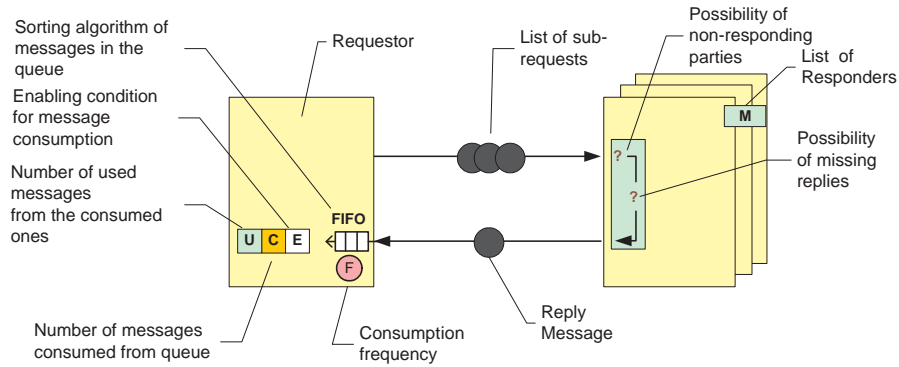 Sorting algorithm of
messages in the
queue
Enabling condition
for message
consumption
Number of used
messages
from the consumed
ones
Requestor
List of sub-
requests
Possibility of
non-responding
parties
List of
Responders
M
Possibility
of missing
replies
?
?
FIFO
U C E
F
Number of messages
consumed from queue
Consumption
frequency
Reply
Message